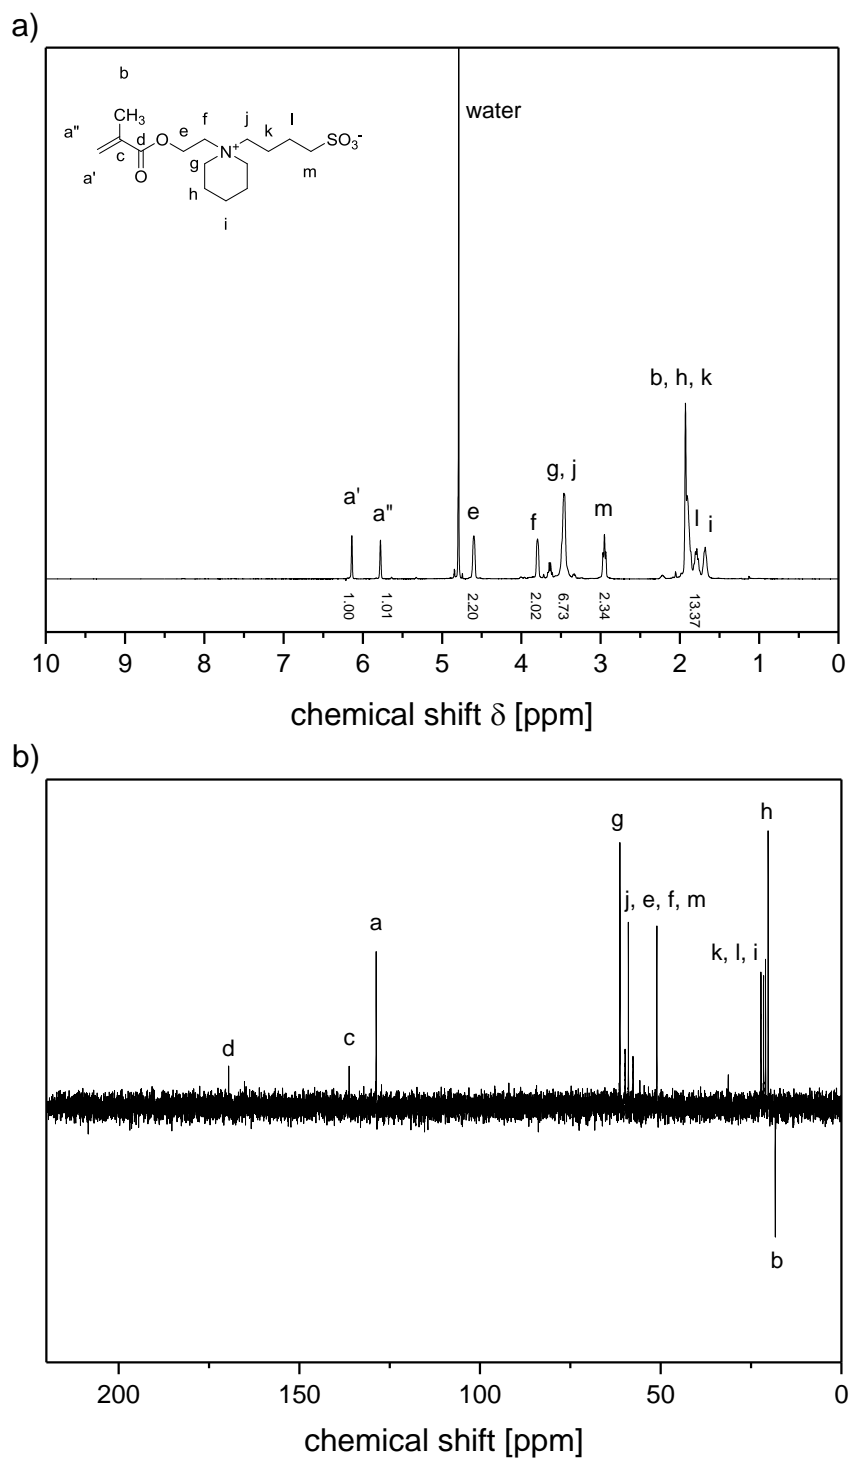 a)
b
CH₃
a" d e f j k l SO₃⁻
c O N⁺
a' O g m
h
i
water
b, h, k
g, j
a' a" e f m l i
1.00 1.01 2.20 2.02 6.73 2.34 13.37
10 9 8 7 6 5 4 3 2 1 0
chemical shift δ [ppm]
b)
h
g
j, e, f, m
a
k, l, i
d c
b
200 150 100 50 0
chemical shift [ppm]